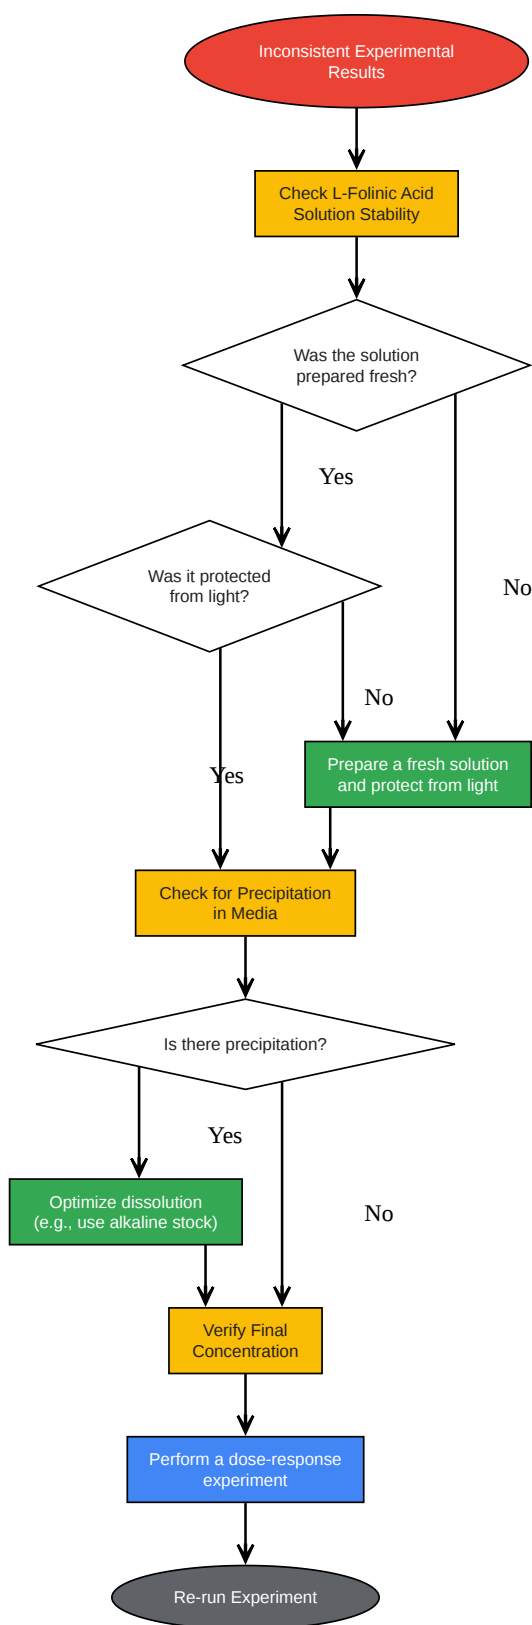 Inconsistent Experimental
Results
Check L-Folinic Acid
Solution Stability
Was the solution
prepared fresh?
Yes
No
Was it protected
from light?
No
Yes
Prepare a fresh solution
and protect from light
Check for Precipitation
in Media
Is there precipitation?
Yes
No
Optimize dissolution
(e.g., use alkaline stock)
Verify Final
Concentration
Perform a dose-response
experiment
Re-run Experiment